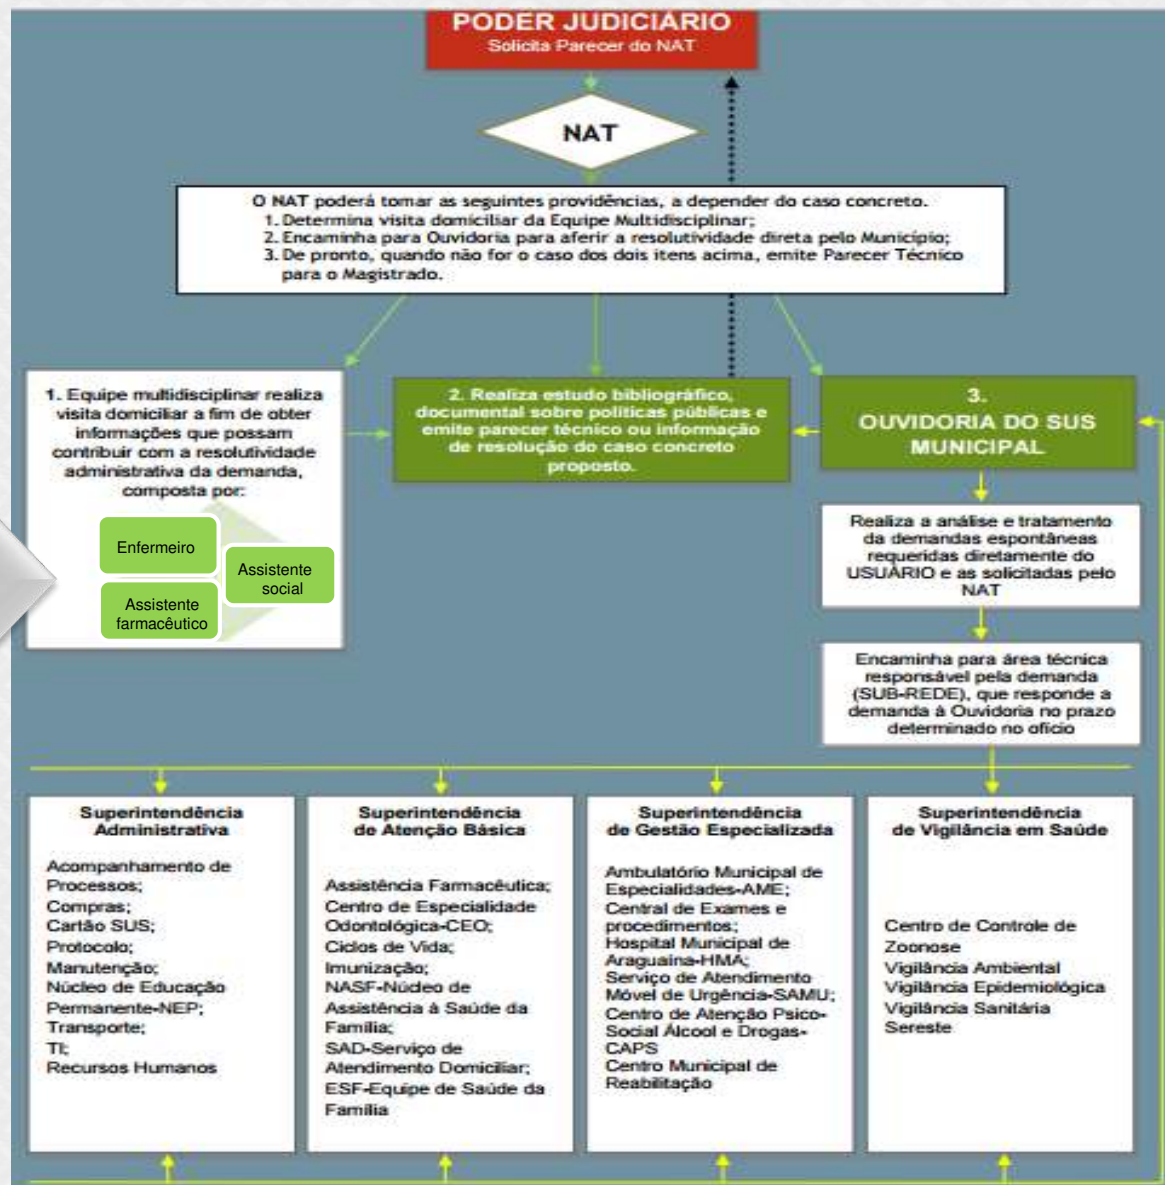 PODER JUDICIÁRIO
Solicita Parecer do NAT
NAT
O NAT poderá tomar as seguintes providências, a depender do caso concreto.
1. Determina visita domiciliar da Equipe Multidisciplinar;
2. Encaminha para Ouvidoria para aferir a resolutividade direta pelo Município;
3. De pronto, quando não for o caso dos dois itens acima, emite Parecer Técnico
para o Magistrado.
1. Equipe multidisciplinar realiza
visita domiciliar a fim de obter
informações que possam
contribuir com a resolutividade
administrativa da demanda,
composta por:
Enfermeiro
Assistente
social
Assistente
farmacêutico
2. Realiza estudo bibliográfico,
documental sobre políticas públicas e
emite parecer técnico ou informação
de resolução do caso concreto
proposto.
3.
OUVIDORIA DO SUS
MUNICIPAL
Realiza a análise e tratamento
da demandas espontâneas
requeridas diretamente do
USUÁRIO e as solicitadas pelo
NAT
Encaminha para área técnica
responsável pela demanda
(SUB-REDE), que responde a
demanda à Ouvidoria no prazo
determinado no ofício
Superintendência
Administrativa
Acompanhamento de
Processos;
Compras;
Cartão SUS;
Protocolo;
Manutenção;
Núcleo de Educação
Permanente-NEP;
Transporte;
TI;
Recursos Humanos
Superintendência
de Atenção Básica
Assistência Farmacêutica;
Centro de Especialidade
Odontológica-CEO;
Ciclos de Vida;
Imunização;
NASF-Núcleo de
Assistência à Saúde da
Família;
SAD-Serviço de
Atendimento Domiciliar;
ESF-Equipe de Saúde da
Família
Superintendência
de Gestão Especializada
Ambulatório Municipal de
Especialidades-AME;
Central de Exames e
procedimentos;
Hospital Municipal de
Araguaína-HMA;
Serviço de Atendimento
Móvel de Urgência-SAMU;
Centro de Atenção Psico-
Social Álcool e Drogas-
CAPS
Centro Municipal de
Reabilitação
Superintendência
de Vigilância em Saúde
Centro de Controle de
Zoonose
Vigilância Ambiental
Vigilância Epidemiológica
Vigilância Sanitária
Sereste